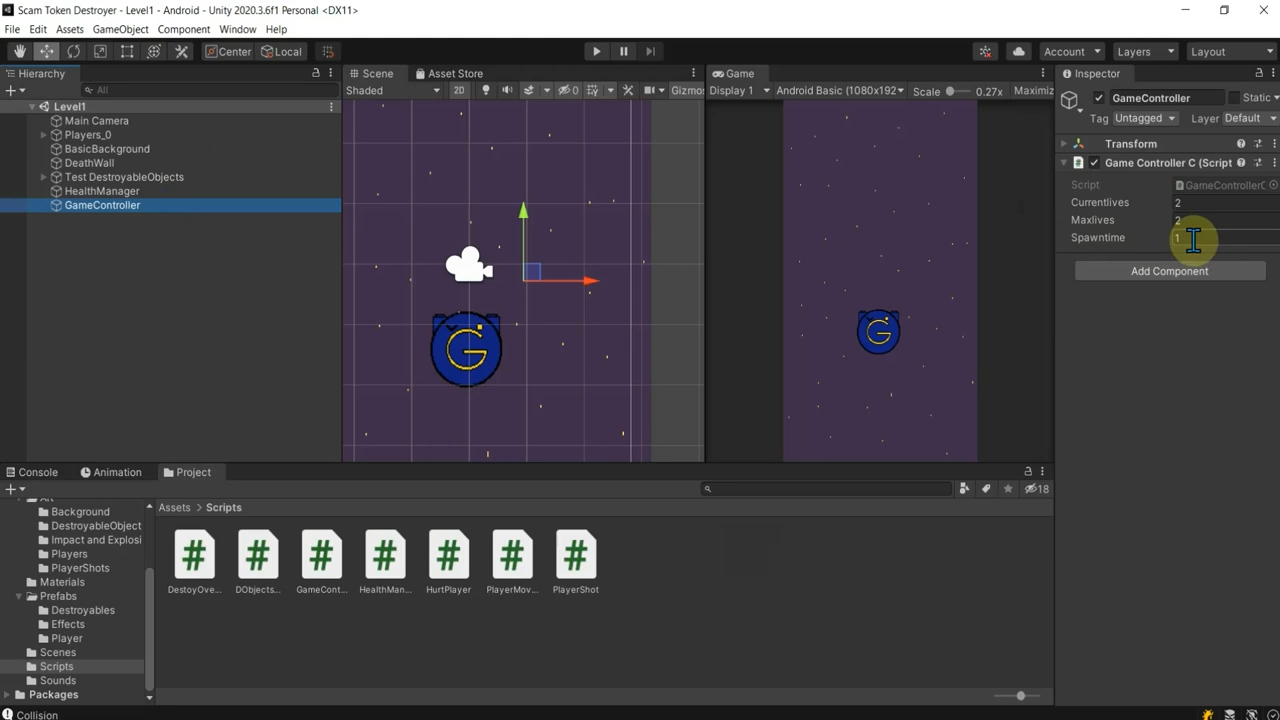 Scam Token Destroyer - Level1 - Android - Unity 2020.3.6f1 Personal <DX11>
File Edit Assets GameObject Component Window Help
Center Local Account Layers Layout
Hierarchy Scene Asset Store Game Inspector
All Shaded 2D 0 Gizmos Display 1 Android Basic (1080x192 Scale 0.27x Maximiz
GameController Static
Tag Untagged Layer Default
Level1
Main Camera
Players_0
BasicBackground
DeathWall
Test DestroyableObjects
HealthManager
GameController
Transform
Game Controller C (Script
Script GameControllerC
Currentlives 2
Maxlives 2
Spawntime 1
Add Component
G
G
Console Animation Project
18
Background
DestroyableObject
Impact and Explosi
Players
PlayerShots
Materials
Prefabs
Destroyables
Effects
Player
Scenes
Scripts
Sounds
Packages
Assets > Scripts
# # # # # # #
DestoyOve... DObjects... GameCont... HealthMan... HurtPlayer PlayerMov... PlayerShot
Collision